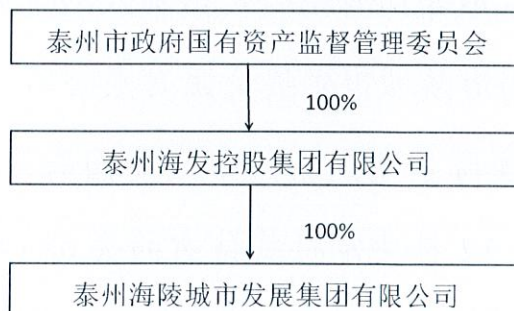 泰州市政府国有资产监督管理委员会
100%
泰州海发控股集团有限公司
100%
泰州海陵城市发展集团有限公司